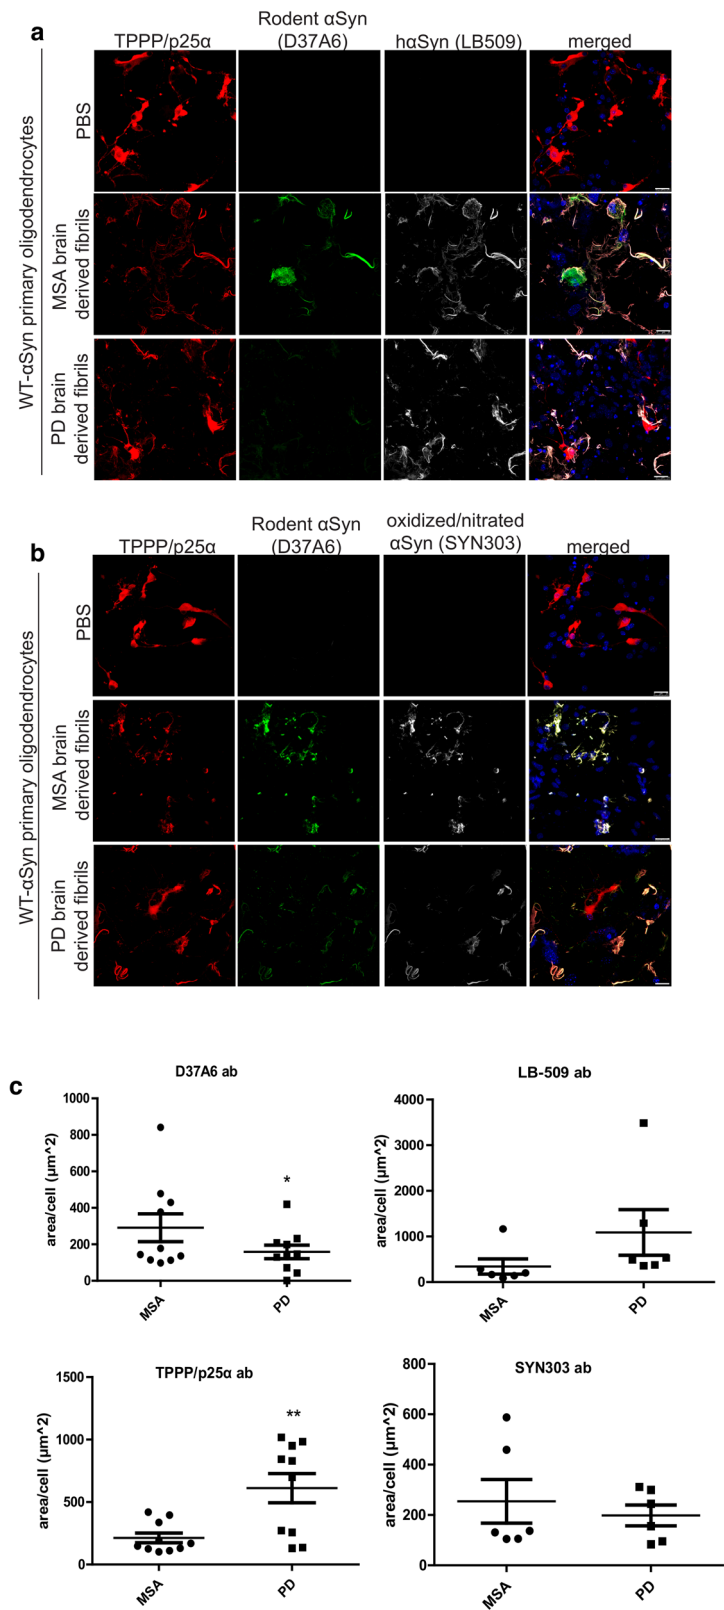 a
TPPP/p25α
Rodent αSyn
(D37A6)
hαSyn (LB509)
merged
WT-αSyn primary oligodendrocytes
PBS
MSA brain
derived fibrils
PD brain
derived fibrils
b
TPPP/p25α
Rodent αSyn
(D37A6)
oxidized/nitrated
αSyn (SYN303)
merged
WT-αSyn primary oligodendrocytes
PBS
MSA brain
derived fibrils
PD brain
derived fibrils
c
D37A6 ab
area/cell (μm^2)
1000
800
600
400
200
0
*
MSA
PD
LB-509 ab
area/cell (μm^2)
4000
3000
2000
1000
0
MSA
PD
TPPP/p25α ab
area/cell (μm^2)
1500
1000
500
0
**
MSA
PD
SYN303 ab
area/cell (μm^2)
800
600
400
200
0
MSA
PD